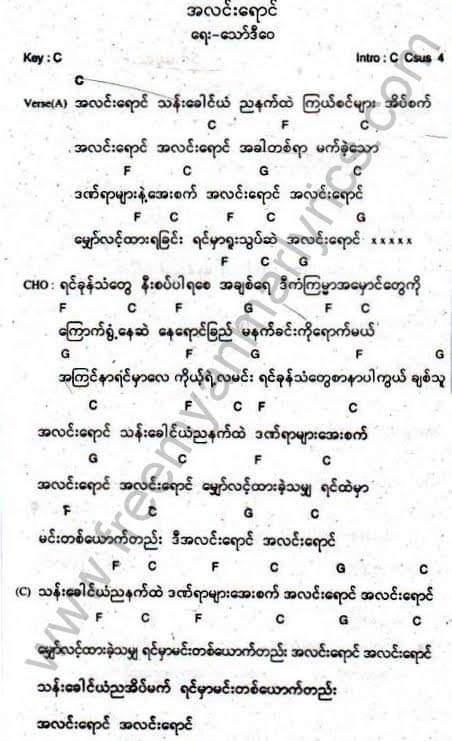 အလင်းရောင်
ရေး-သော်ဒီဝေ
Key : C Intro : C Csus 4
C
Verse(A) အလင်းရောင် သန်းခေါင်ယံ ညနက်ထဲ ကြယ်စင်များ အိပ်စက်
C F C
အလင်းရောင် အလင်းရောင် အခါတစ်ရာ မက်ခဲ့သော
F C G C
ဒဏ်ရာများနဲ့အေးစက် အလင်းရောင် အလင်းရောင်
F C F C G
မျှော်လင့်ထားရခြင်း ရင်မှာရူးသွပ်ဆဲ အလင်းရောင် x x x x x
F C G
CHO : ရင်ခုန်သံတွေ နီးစပ်ပါရစေ အချစ်ရေ ဒီကံကြမ္မာအမှောင်တွေကို
F C F G F C
ကြောက်ရွံ့နေဆဲ နေရောင်ခြည် မနက်ခင်းကိုရောက်မယ်
G F G F G
အကြင်နာရင်မှာလေ ကိုယ့်ရဲ့လမင်း ရင်ခုန်သံတွေစာနာပါကွယ် ချစ်သူ
C F C F C
အလင်းရောင် သန်းခေါင်ယံညနက်ထဲ ဒဏ်ရာများအေးစက်
G C F C
အလင်းရောင် အလင်းရောင် မျှော်လင့်ထားခဲ့သမျှ ရင်ထဲမှာ
F C G C
မင်းတစ်ယောက်တည်း ဒီအလင်းရောင် အလင်းရောင်
F C F C G C
(C) သန်းခေါင်ယံညနက်ထဲ ဒဏ်ရာများအေးစက် အလင်းရောင် အလင်းရောင်
F C F C G C
မျှော်လင့်ထားခဲ့သမျှ ရင်မှာမင်းတစ်ယောက်တည်း အလင်းရောင် အလင်းရောင်
သန်းခေါင်ယံညအိပ်မက် ရင်မှာမင်းတစ်ယောက်တည်း
အလင်းရောင် အလင်းရောင်
www.freemyanmarlyrics.com